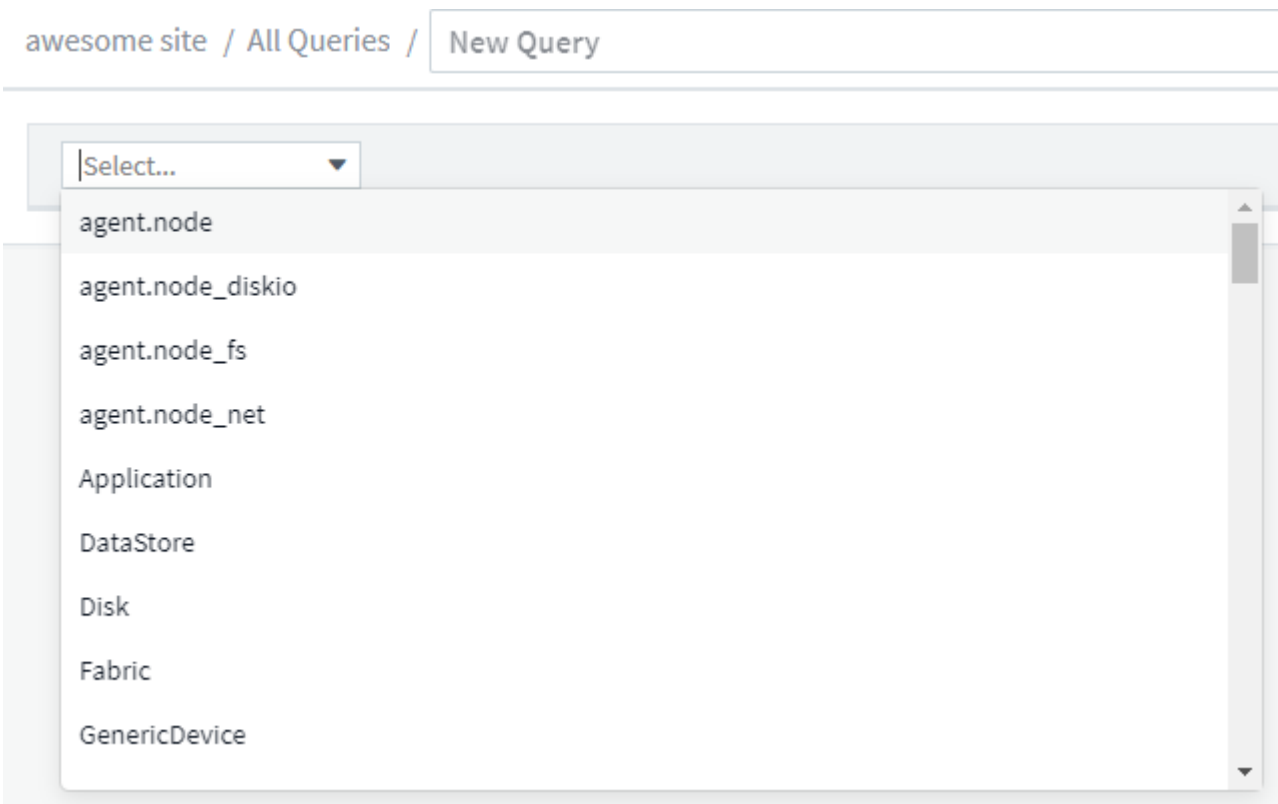 awesome site / All Queries / New Query
Select...
agent.node
agent.node_diskio
agent.node_fs
agent.node_net
Application
DataStore
Disk
Fabric
GenericDevice